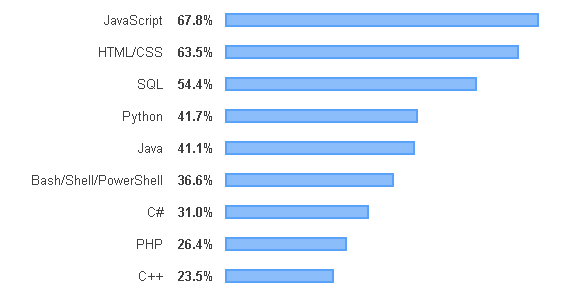 JavaScript 67.8%
HTML/CSS 63.5%
SQL 54.4%
Python 41.7%
Java 41.1%
Bash/Shell/PowerShell 36.6%
C# 31.0%
PHP 26.4%
C++ 23.5%